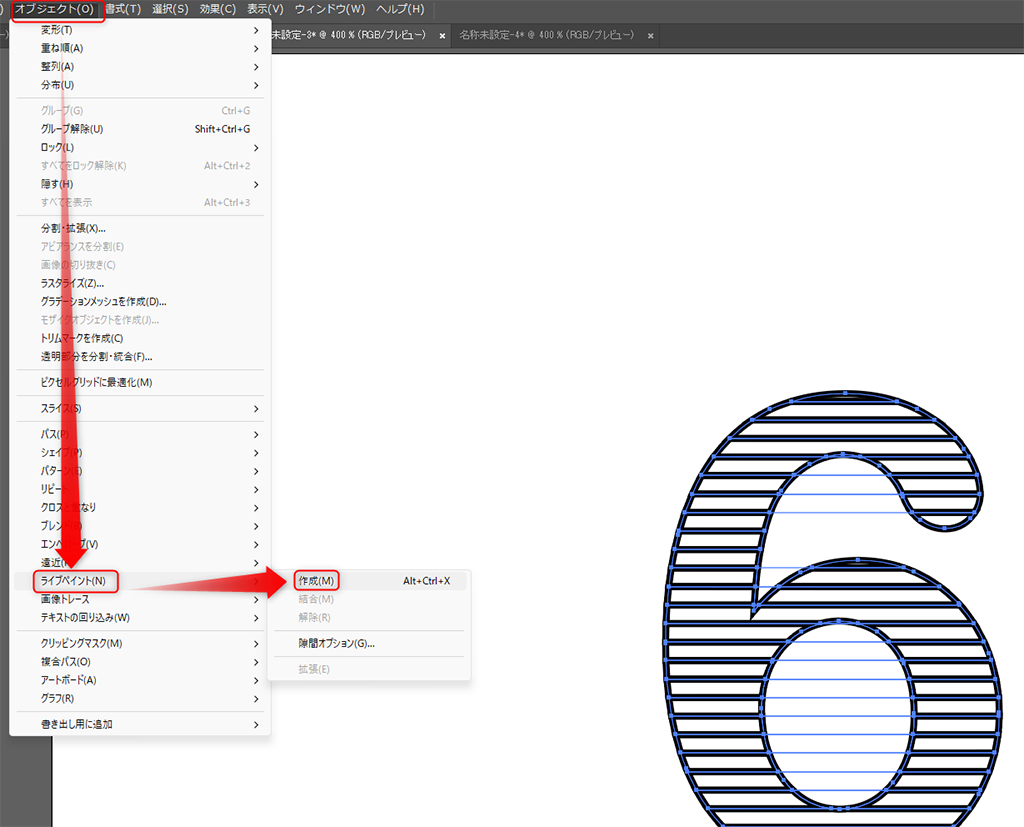 オブジェクト(O) 書式(T) 選択(S) 効果(C) 表示(V) ウィンドウ(W) ヘルプ(H)
未設定-3* @ 400 % (RGB/プレビュー) × 名称未設定-4* @ 400 % (RGB/プレビュー) ×
変形(T)
重ね順(A)
整列(A)
分布(U)
グループ(G) Ctrl+G
グループ解除(U) Shift+Ctrl+G
ロック(L)
すべてをロック解除(K) Alt+Ctrl+2
隠す(H)
すべてを表示 Alt+Ctrl+3
分割・拡張(X)...
アピアランスを分割(E)
画像の切り抜き(C)
ラスタライズ(Z)...
グラデーションメッシュを作成(D)...
モザイクオブジェクトを作成(J)...
トリムマークを作成(C)
透明部分を分割・統合(F)...
ピクセルグリッドに最適化(M)
スライス(S)
パス(P)
シェイプ(P)
パターン(E)
リピート
クロスと重なり
ブレンド
エンベロープ(V)
遠近(P)
ライブペイント(N) 作成(M) Alt+Ctrl+X
画像トレース 結合(M)
テキストの回り込み(W) 解除(R)
クリッピングマスク(M) 隙間オプション(G)...
複合パス(O) 拡張(E)
アートボード(A)
グラフ(R)
書き出し用に追加
6